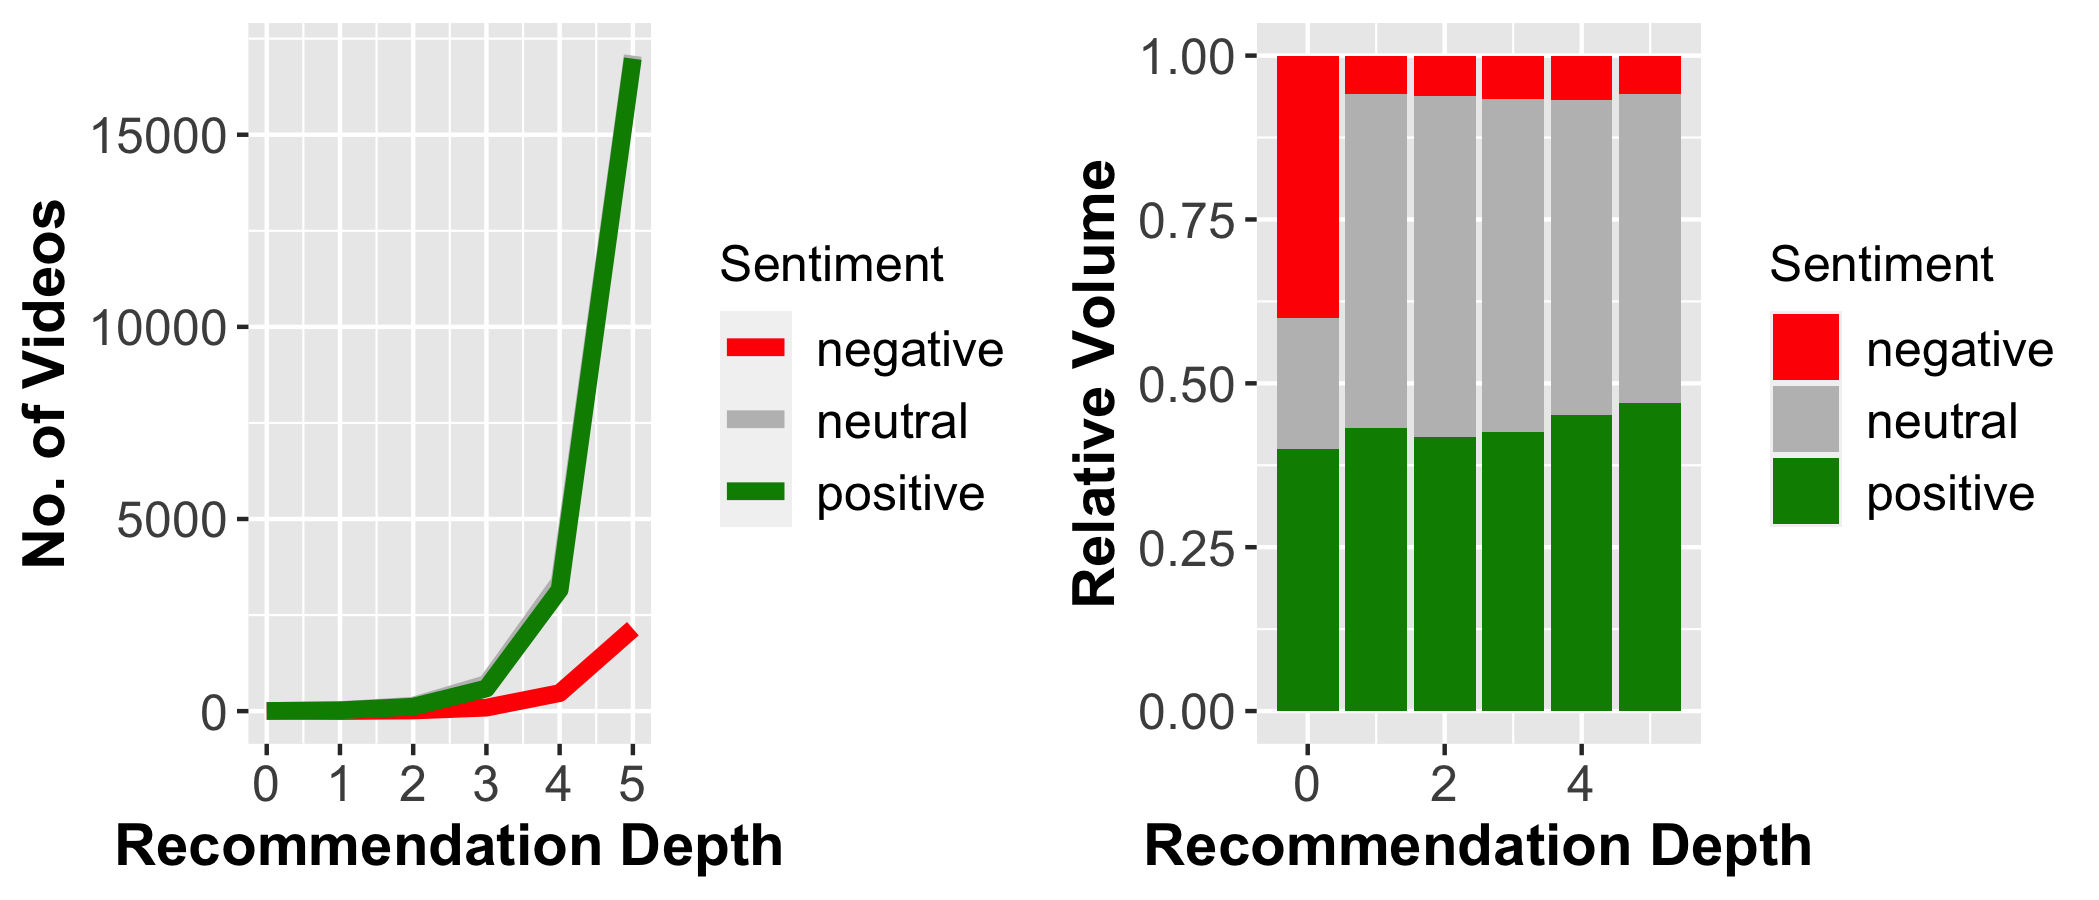 No. of Videos
15000
10000
5000
0
0 1 2 3 4 5
Recommendation Depth
Sentiment
negative
neutral
positive
Relative Volume
1.00
0.75
0.50
0.25
0.00
0 2 4
Recommendation Depth
Sentiment
negative
neutral
positive